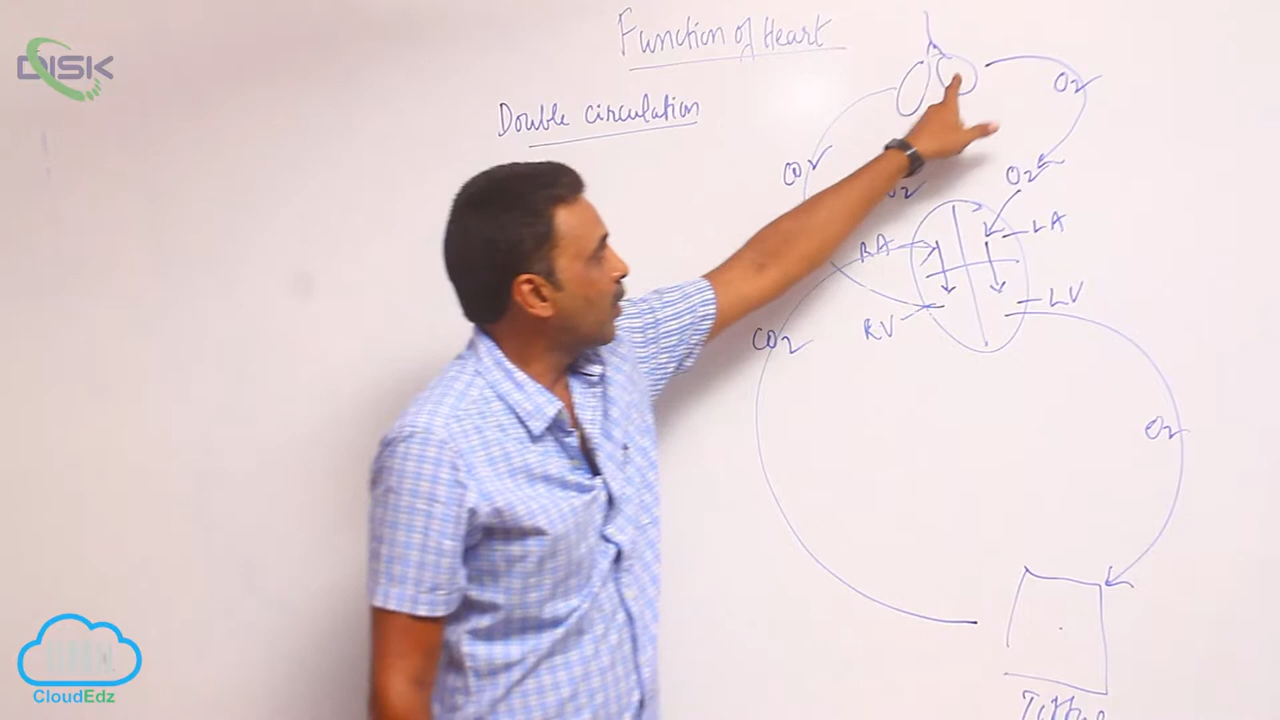 DISK
Function of Heart
Double circulation
O2
CO2
O2
O2
RA
LA
LV
RV
CO2
O2
CloudEdz